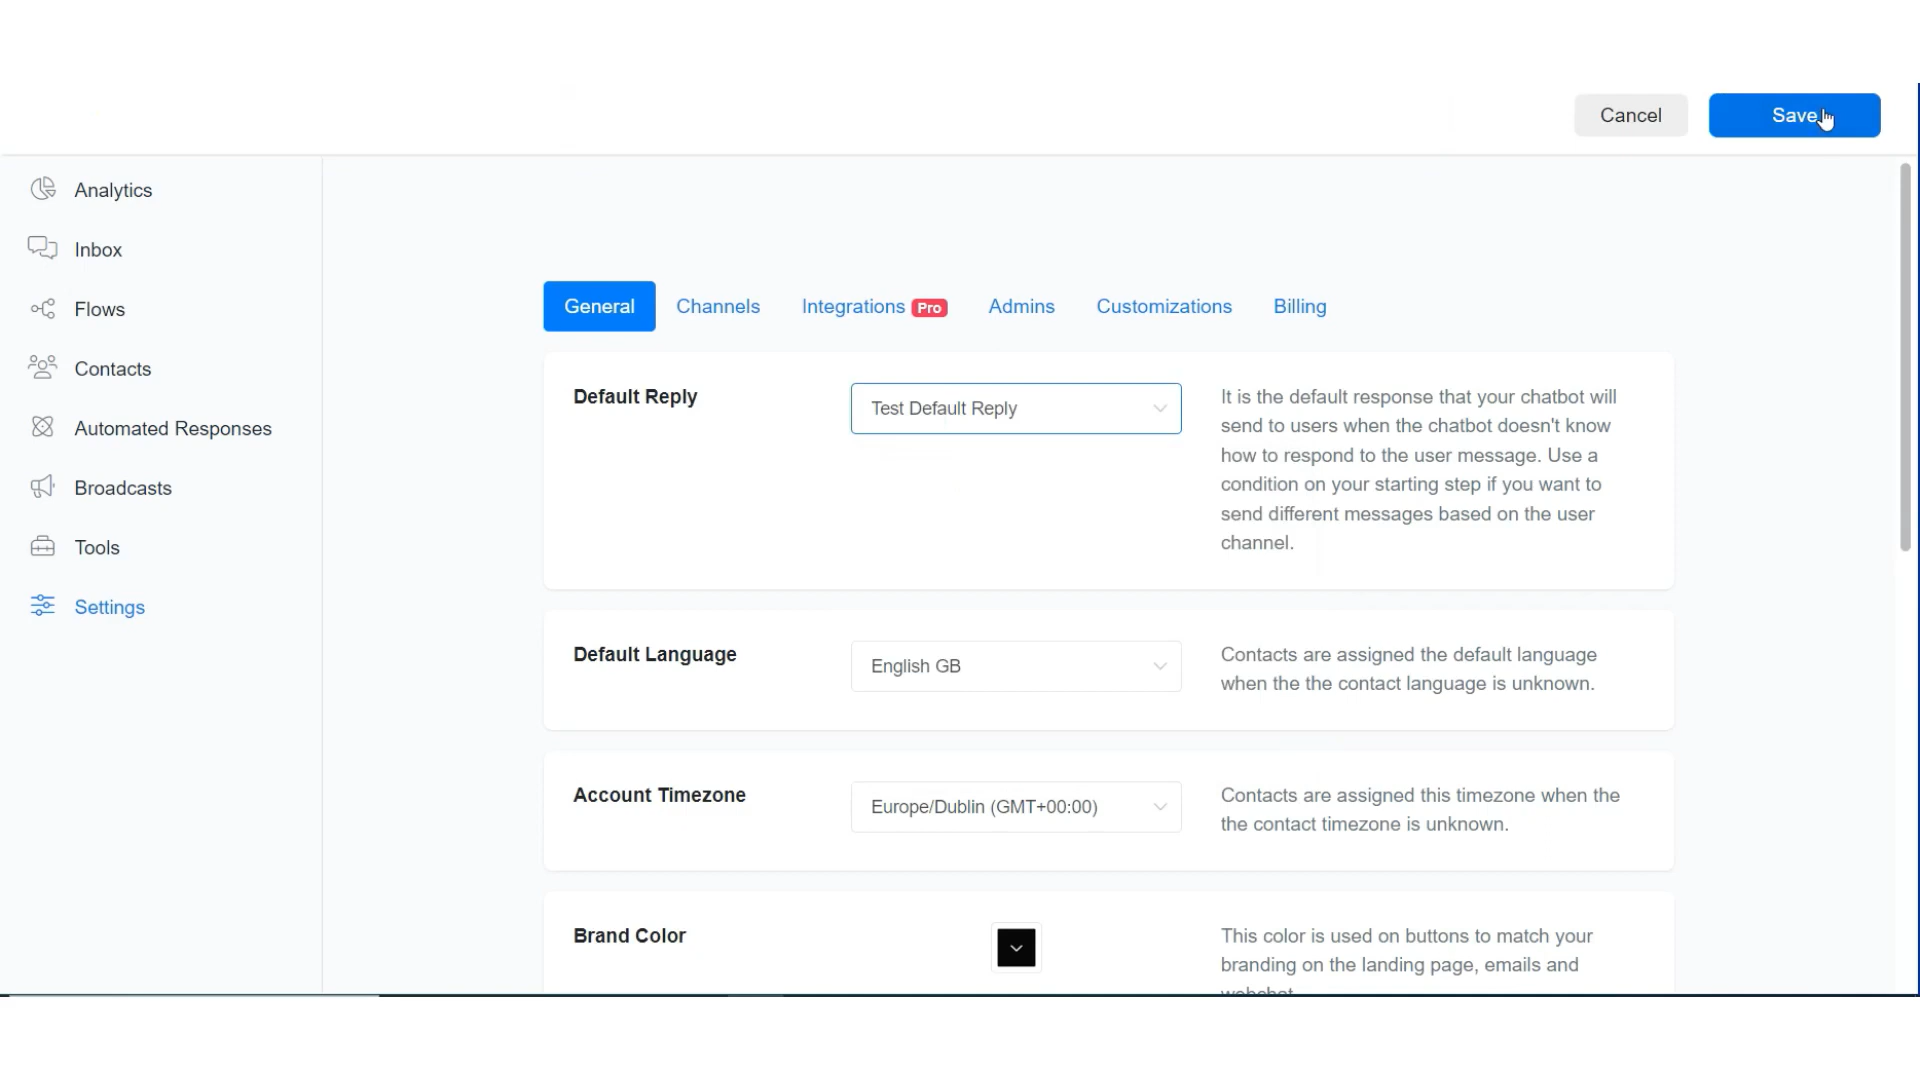 Cancel
Save
Analytics
Inbox
Flows
Contacts
Automated Responses
Broadcasts
Tools
Settings
General
Channels
Integrations Pro
Admins
Customizations
Billing
Default Reply
Test Default Reply
It is the default response that your chatbot will
send to users when the chatbot doesn't know
how to respond to the user message. Use a
condition on your starting step if you want to
send different messages based on the user
channel.
Default Language
English GB
Contacts are assigned the default language
when the the contact language is unknown.
Account Timezone
Europe/Dublin (GMT+00:00)
Contacts are assigned this timezone when the
the contact timezone is unknown.
Brand Color
This color is used on buttons to match your
branding on the landing page, emails and
webchat